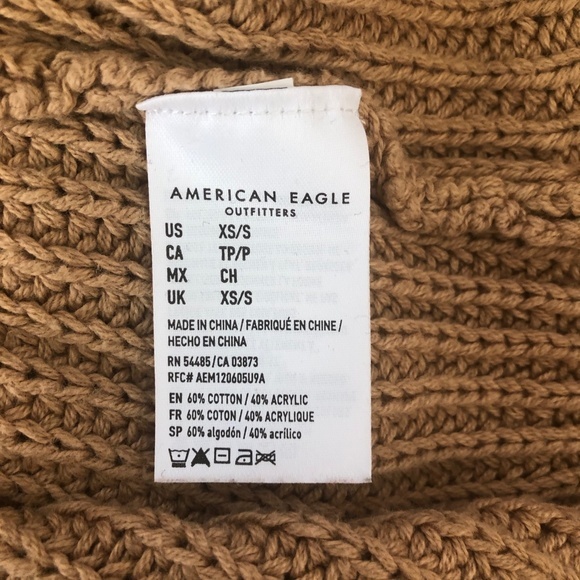 AMERICAN EAGLE
OUTFITTERS
US XS/S
CA TP/P
MX CH
UK XS/S
MADE IN CHINA / FABRIQUÉ EN CHINE /
HECHO EN CHINA
RN 54485/CA 03873
RFC# AEM120605U9A
EN 60% COTTON / 40% ACRYLIC
FR 60% COTON / 40% ACRYLIQUE
SP 60% algodón / 40% acrílico